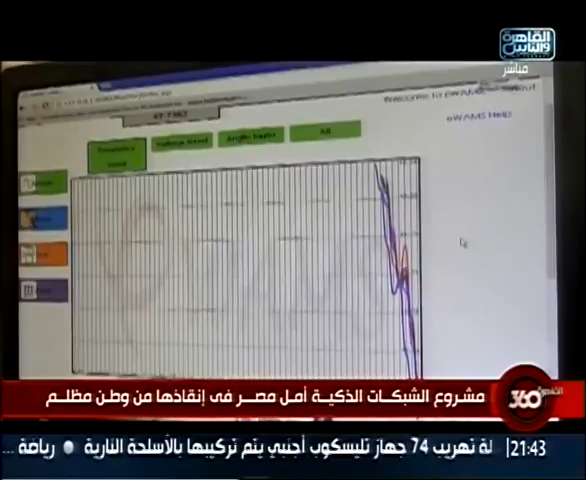 القاهرة
والناس
مباشر
Welcome to eWAMS
eWAMS Help
Frequency
trend
Voltage trend
Angle trend
All
مشروع الشبكات الذكية أمل مصر فى إنقاذها من وطن مظلم
القاهرة
360
لة تهريب 74 جهاز تليسكوب أجنبي يتم تركيبها بالأسلحة النارية • رياضة ...
21:43